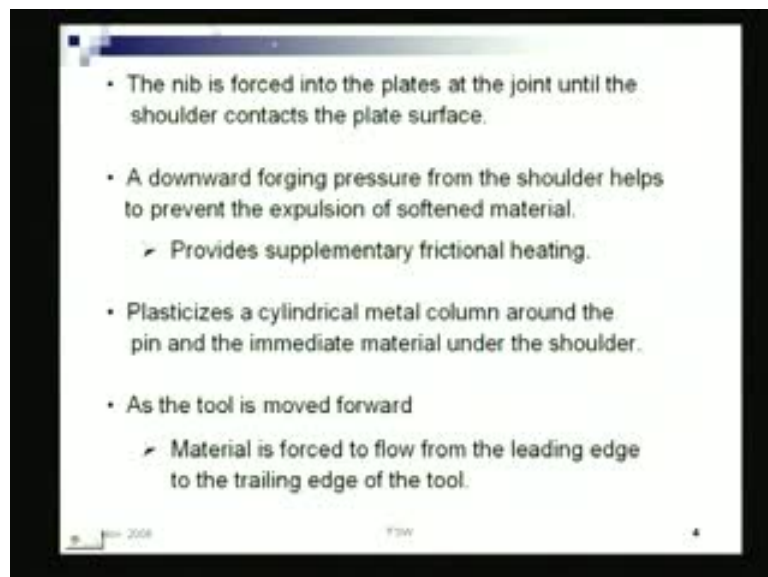 • The nib is forced into the plates at the joint until the
shoulder contacts the plate surface.
• A downward forging pressure from the shoulder helps
to prevent the expulsion of softened material.
➢ Provides supplementary frictional heating.
• Plasticizes a cylindrical metal column around the
pin and the immediate material under the shoulder.
• As the tool is moved forward
➢ Material is forced to flow from the leading edge
to the trailing edge of the tool.
FSW
4